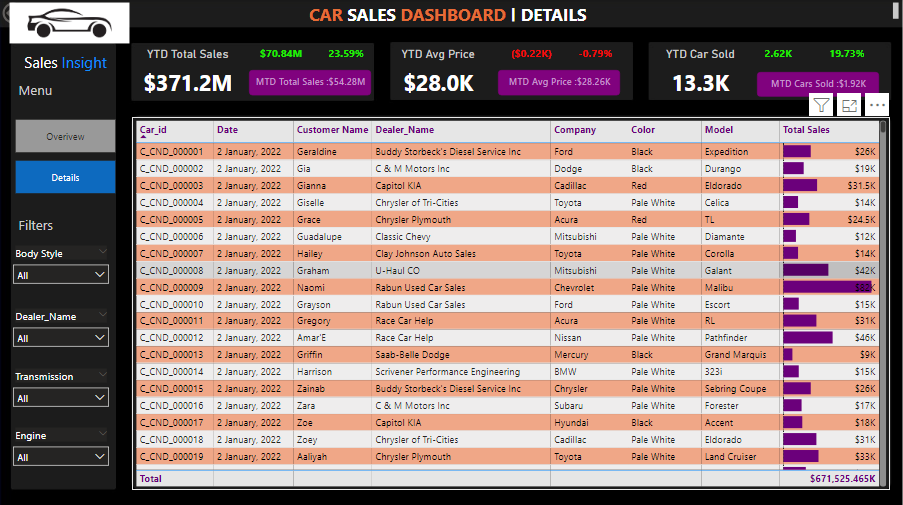 CAR SALES DASHBOARD | DETAILS
Sales Insight
Menu
Overivew
Details
Filters
Body Style
All
Dealer_Name
All
Transmission
All
Engine
All
YTD Total Sales $70.84M 23.59%
$371.2M MTD Total Sales :$54.28M
YTD Avg Price ($0.22K) -0.79%
$28.0K MTD Avg Price :$28.26K
YTD Car Sold 2.62K 19.73%
13.3K MTD Cars Sold :$1.92K
Car_id Date Customer Name Dealer_Name Company Color Model Total Sales
C_CND_000001 2 January, 2022 Geraldine Buddy Storbeck's Diesel Service Inc Ford Black Expedition $26K
C_CND_000002 2 January, 2022 Gia C & M Motors Inc Dodge Black Durango $19K
C_CND_000003 2 January, 2022 Gianna Capitol KIA Cadillac Red Eldorado $31.5K
C_CND_000004 2 January, 2022 Giselle Chrysler of Tri-Cities Toyota Pale White Celica $14K
C_CND_000005 2 January, 2022 Grace Chrysler Plymouth Acura Red TL $24.5K
C_CND_000006 2 January, 2022 Guadalupe Classic Chevy Mitsubishi Pale White Diamante $12K
C_CND_000007 2 January, 2022 Hailey Clay Johnson Auto Sales Toyota Pale White Corolla $14K
C_CND_000008 2 January, 2022 Graham U-Haul CO Mitsubishi Pale White Galant $42K
C_CND_000009 2 January, 2022 Naomi Rabun Used Car Sales Chevrolet Pale White Malibu $82K
C_CND_000010 2 January, 2022 Grayson Rabun Used Car Sales Ford Pale White Escort $15K
C_CND_000011 2 January, 2022 Gregory Race Car Help Acura Pale White RL $31K
C_CND_000012 2 January, 2022 Amar'E Race Car Help Nissan Pale White Pathfinder $46K
C_CND_000013 2 January, 2022 Griffin Saab-Belle Dodge Mercury Black Grand Marquis $9K
C_CND_000014 2 January, 2022 Harrison Scrivener Performance Engineering BMW Pale White 323i $15K
C_CND_000015 2 January, 2022 Zainab Buddy Storbeck's Diesel Service Inc Chrysler Pale White Sebring Coupe $26K
C_CND_000016 2 January, 2022 Zara C & M Motors Inc Subaru Pale White Forester $17K
C_CND_000017 2 January, 2022 Zoe Capitol KIA Hyundai Black Accent $18K
C_CND_000018 2 January, 2022 Zoey Chrysler of Tri-Cities Cadillac Pale White Eldorado $31K
C_CND_000019 2 January, 2022 Aaliyah Chrysler Plymouth Toyota Pale White Land Cruiser $33K
Total $671,525.465K